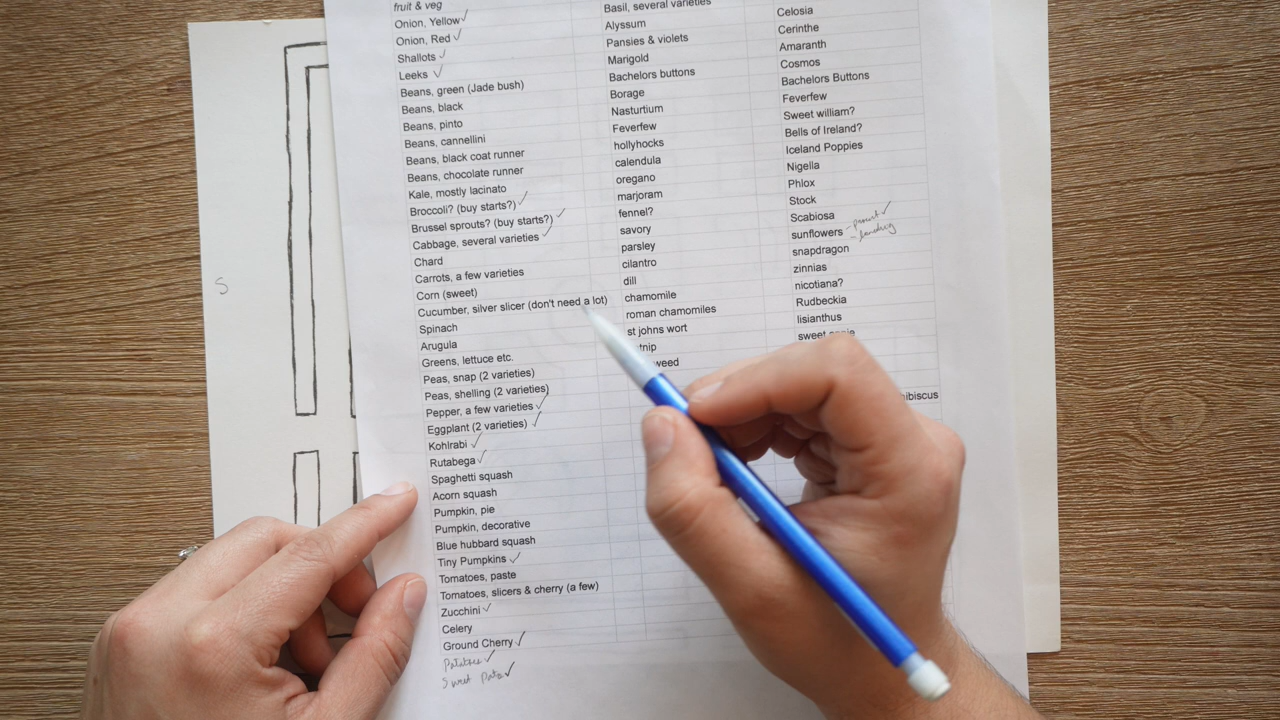 fruit & veg
Onion, Yellow✓
Onion, Red ✓
Shallots ✓
Leeks ✓
Beans, green (Jade bush)
Beans, black
Beans, pinto
Beans, cannellini
Beans, black coat runner
Beans, chocolate runner
Kale, mostly lacinato
Broccoli? (buy starts?) ✓
Brussel sprouts? (buy starts?) ✓
Cabbage, several varieties ✓
Chard
Carrots, a few varieties
Corn (sweet)
Cucumber, silver slicer (don't need a lot)
Spinach
Arugula
Greens, lettuce etc.
Peas, snap (2 varieties)
Peas, shelling (2 varieties)
Pepper, a few varieties ✓
Eggplant (2 varieties) ✓
Kohlrabi ✓
Rutabega ✓
Spaghetti squash
Acorn squash
Pumpkin, pie
Pumpkin, decorative
Blue hubbard squash
Tiny Pumpkins ✓
Tomatoes, paste
Tomatoes, slicers & cherry (a few)
Zucchini ✓
Celery
Ground Cherry ✓
Potatoes ✓
Sweet ✓
Basil, several varieties
Alyssum
Pansies & violets
Marigold
Bachelors buttons
Borage
Nasturtium
Feverfew
hollyhocks
calendula
oregano
marjoram
fennel?
savory
parsley
cilantro
dill
chamomile
roman chamomiles
st johns wort
Celosia
Cerinthe
Amaranth
Cosmos
Bachelors Buttons
Feverfew
Sweet william?
Bells of Ireland?
Iceland Poppies
Nigella
Phlox
Stock
Scabiosa
sunflowers
snapdragon
zinnias
nicotiana?
Rudbeckia
lisianthus
sweet annie
hibiscus
S